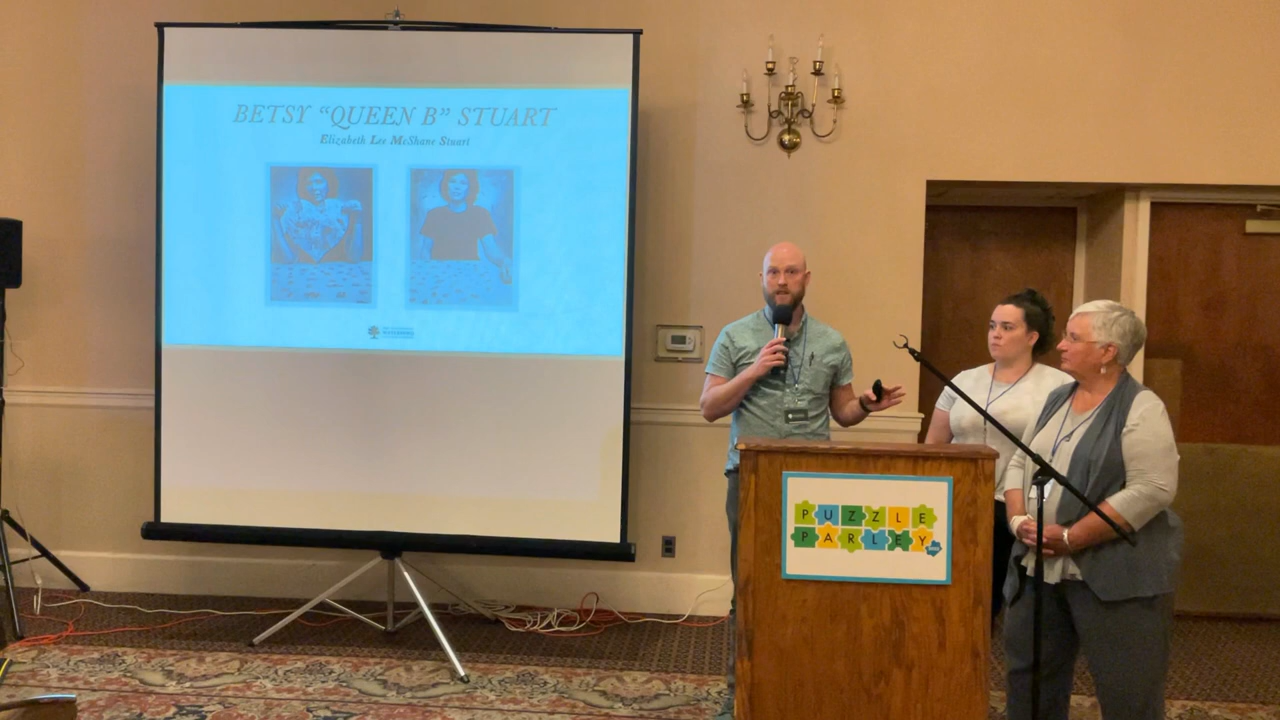 BETSY “QUEEN B” STUART
Elizabeth Lee McShane Stuart
PUZZLE
PARLEY